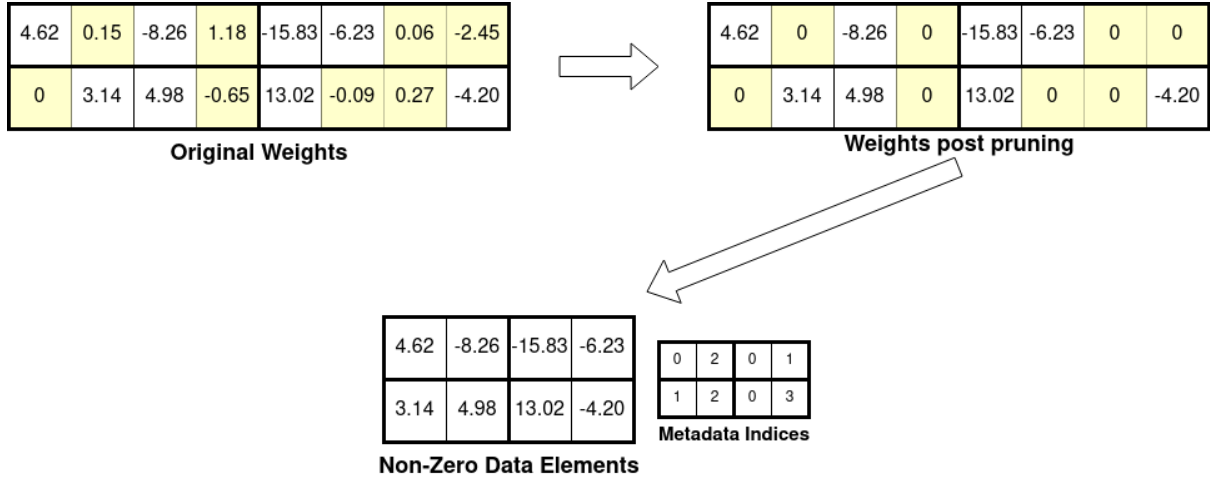 4.62 0.15 -8.26 1.18 -15.83 -6.23 0.06 -2.45
0 3.14 4.98 -0.65 13.02 -0.09 0.27 -4.20
Original Weights
4.62 0 -8.26 0 -15.83 -6.23 0 0
0 3.14 4.98 0 13.02 0 0 -4.20
Weights post pruning
4.62 -8.26 -15.83 -6.23
3.14 4.98 13.02 -4.20
Non-Zero Data Elements
0 2 0 1
1 2 0 3
Metadata Indices